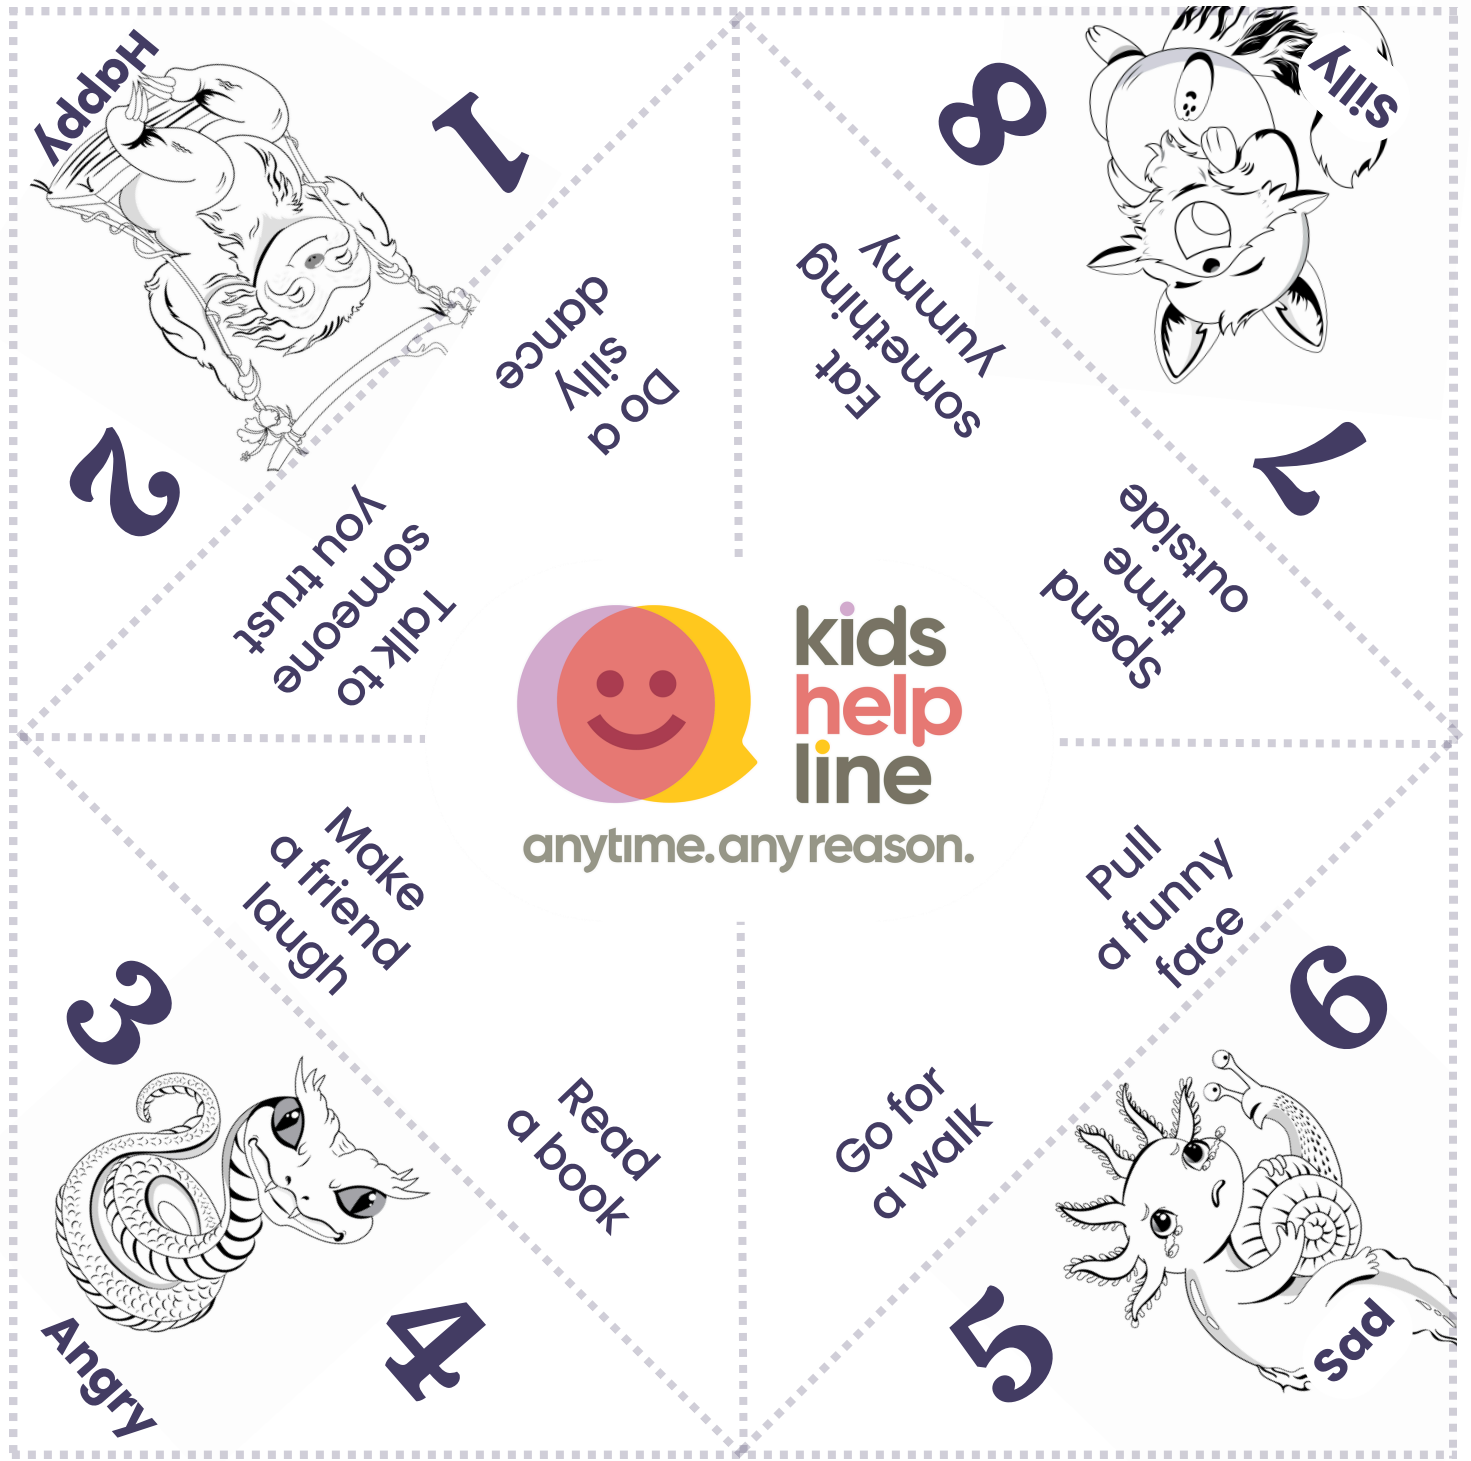 Happy
1
Do a
silly
dance
2
Talk to
someone
you trust
8
silly
Eat
something
yummy
7
Spend
time
outside
kids
help
line
anytime. any reason.
3
Make
a friend
laugh
4
Angry
Read
a book
Pull
a funny
face
6
Go for
a walk
5
sad